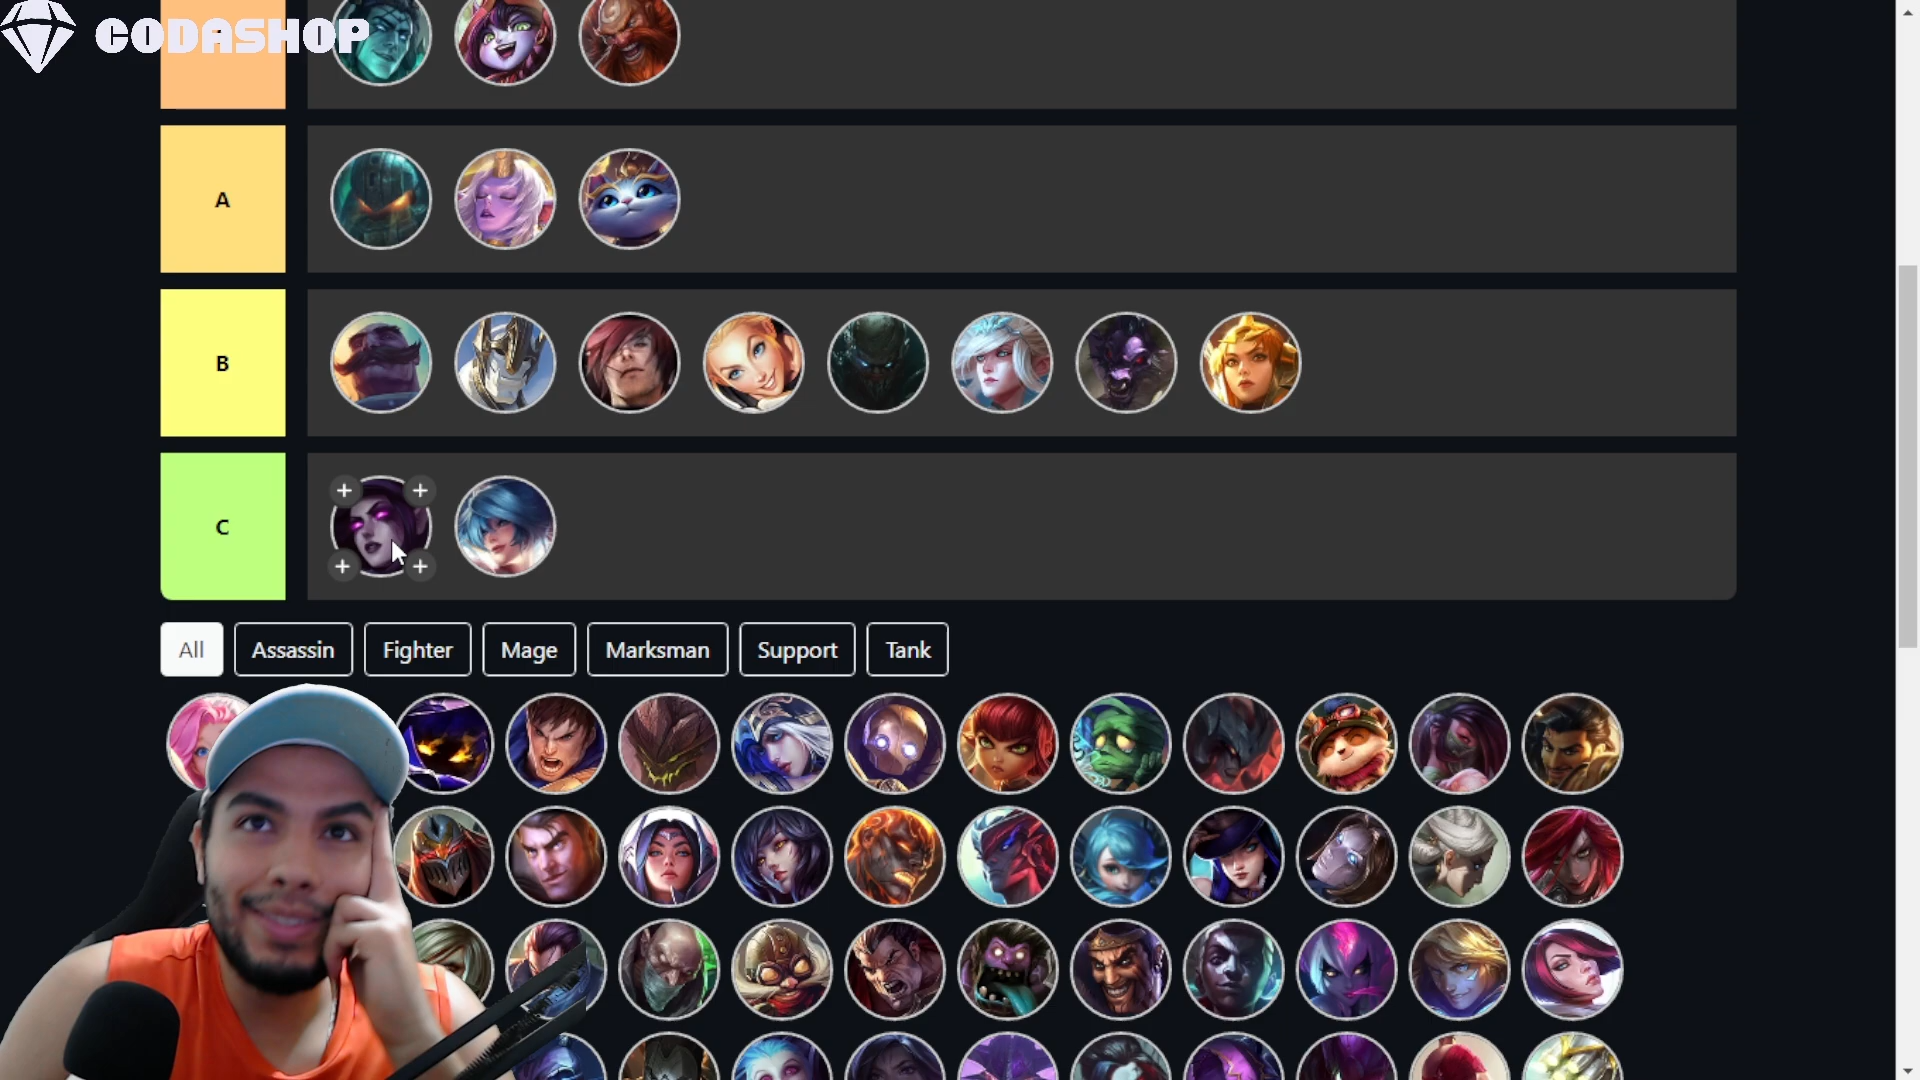 CODASHOP
A
B
C
All
Assassin
Fighter
Mage
Marksman
Support
Tank